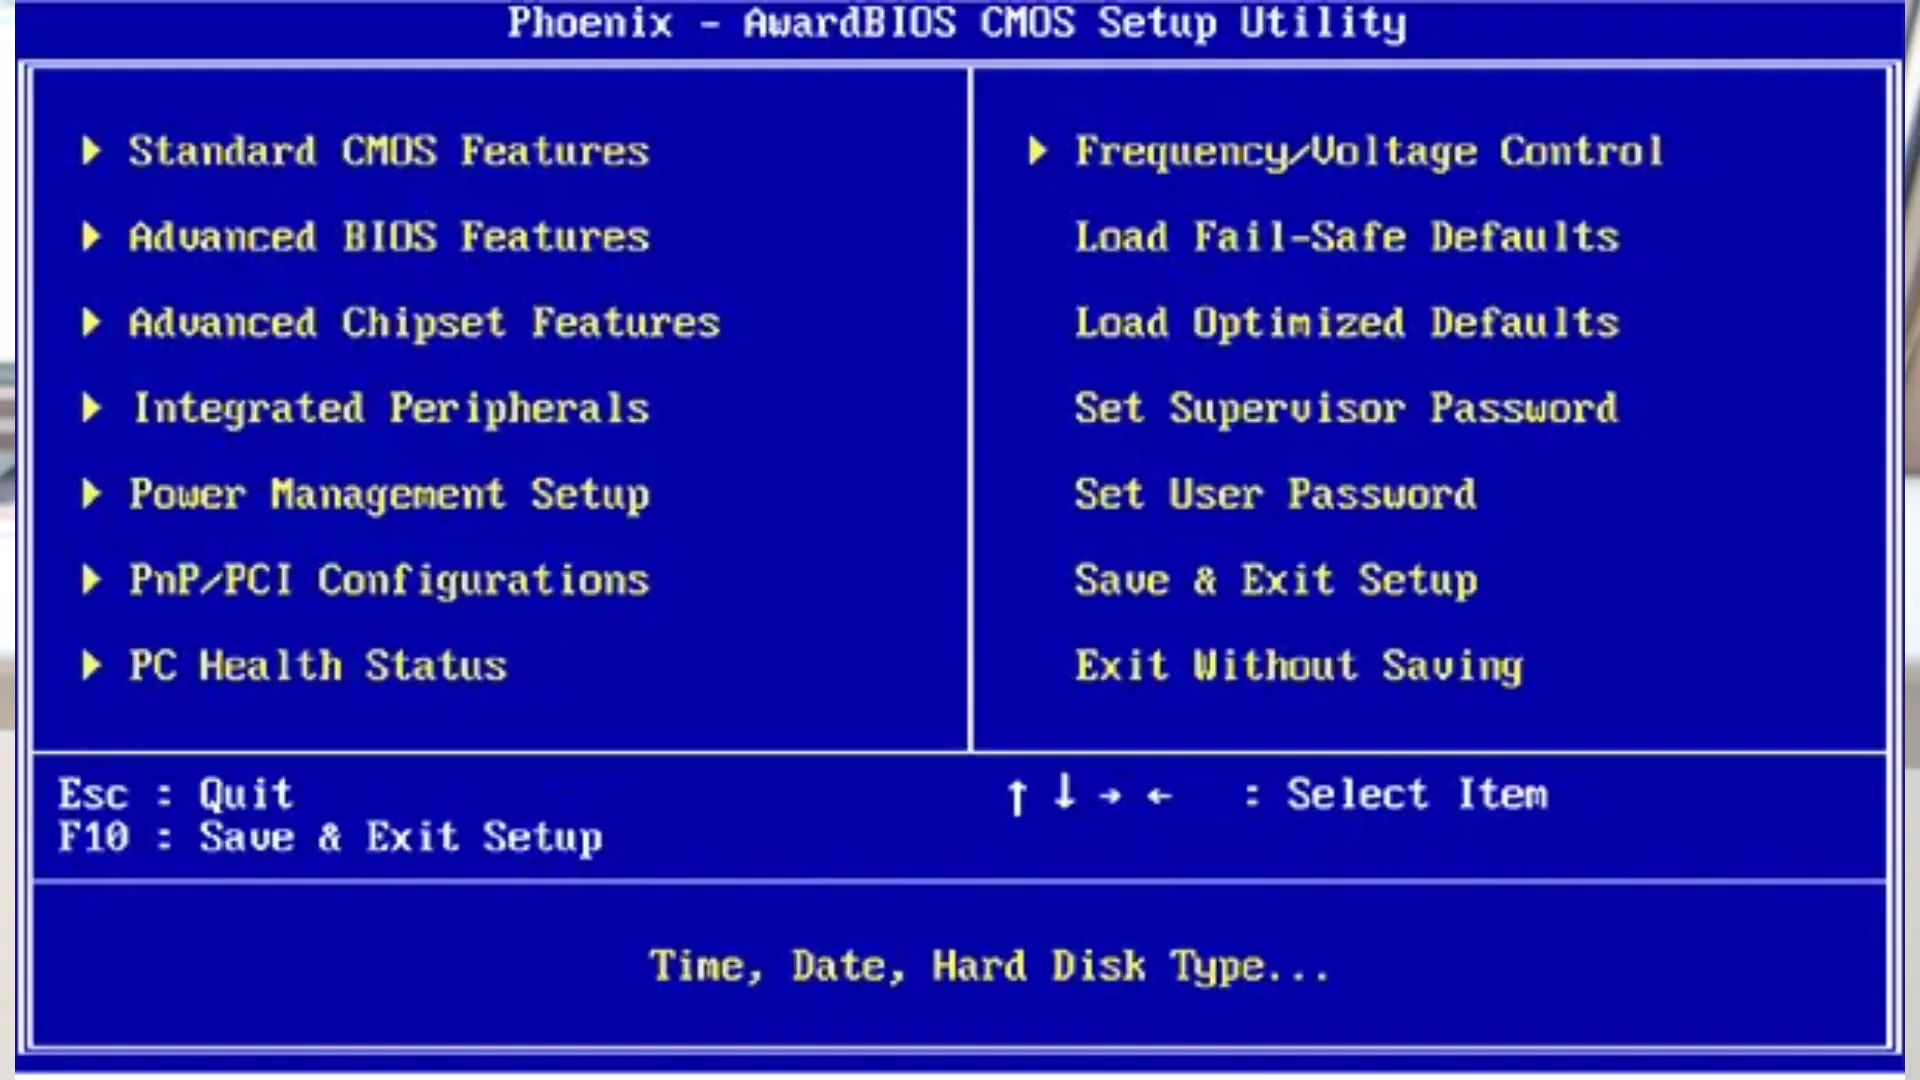 Phoenix - AwardBIOS CMOS Setup Utility
Standard CMOS Features
Advanced BIOS Features
Advanced Chipset Features
Integrated Peripherals
Power Management Setup
PnP/PCI Configurations
PC Health Status
Frequency/Voltage Control
Load Fail-Safe Defaults
Load Optimized Defaults
Set Supervisor Password
Set User Password
Save & Exit Setup
Exit Without Saving
Esc : Quit
F10 : Save & Exit Setup
↑ ↓ → ← : Select Item
Time, Date, Hard Disk Type...